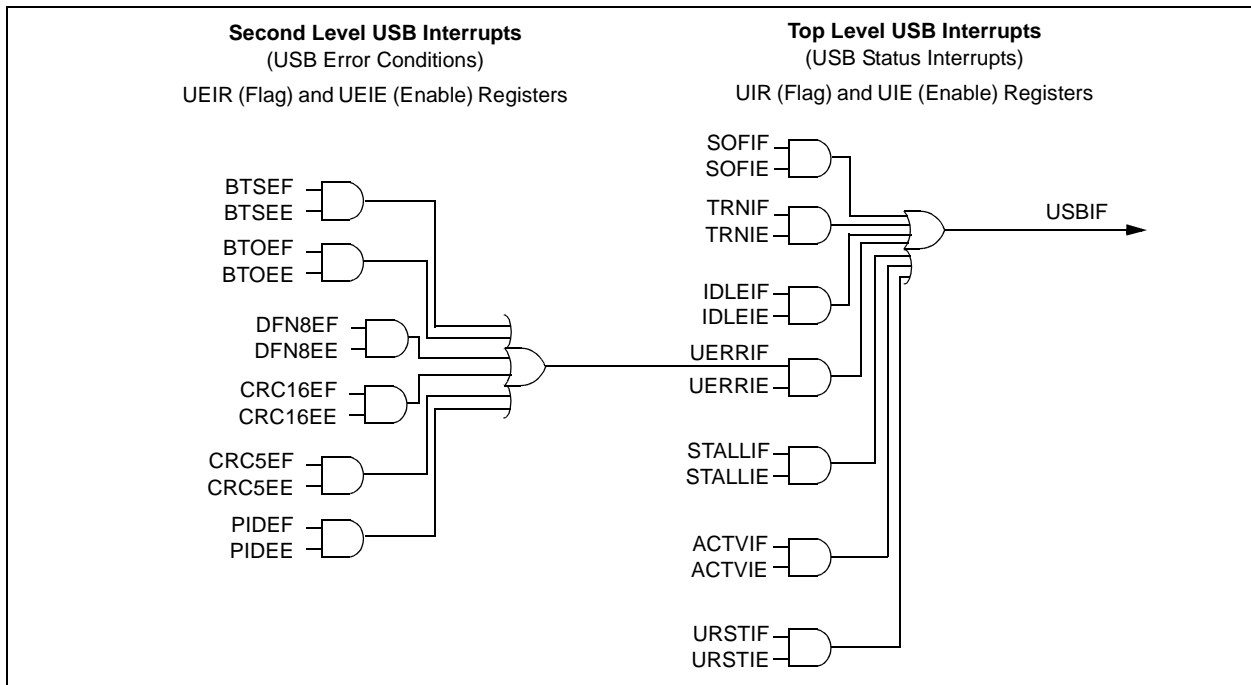 Second Level USB Interrupts
(USB Error Conditions)
UEIR (Flag) and UEIE (Enable) Registers
Top Level USB Interrupts
(USB Status Interrupts)
UIR (Flag) and UIE (Enable) Registers
BTSEF
BTSEE
BTOEF
BTOEE
DFN8EF
DFN8EE
CRC16EF
CRC16EE
CRC5EF
CRC5EE
PIDEF
PIDEE
SOFIF
SOFIE
TRNIF
TRNIE
IDLEIF
IDLEIE
UERRIF
UERRIE
STALLIF
STALLIE
ACTVIF
ACTVIE
URSTIF
URSTIE
USBIF